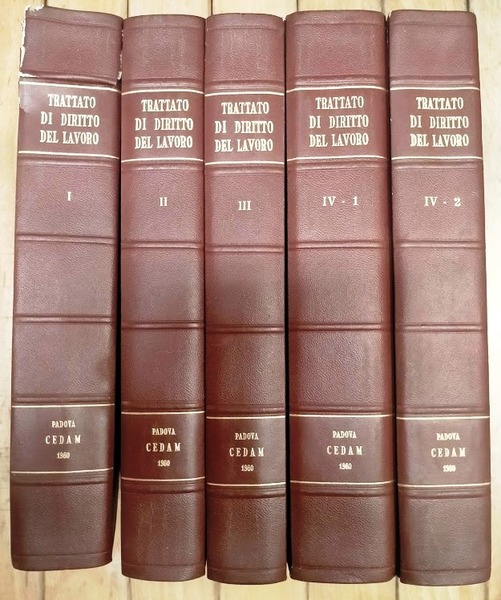 TRATTATO
DI DIRITTO
DEL LAVORO
I
PADOVA
CEDAM
1960
TRATTATO
DI DIRITTO
DEL LAVORO
II
PADOVA
CEDAM
1960
TRATTATO
DI DIRITTO
DEL LAVORO
III
PADOVA
CEDAM
1960
TRATTATO
DI DIRITTO
DEL LAVORO
IV - 1
PADOVA
CEDAM
1960
TRATTATO
DI DIRITTO
DEL LAVORO
IV - 2
PADOVA
CEDAM
1960